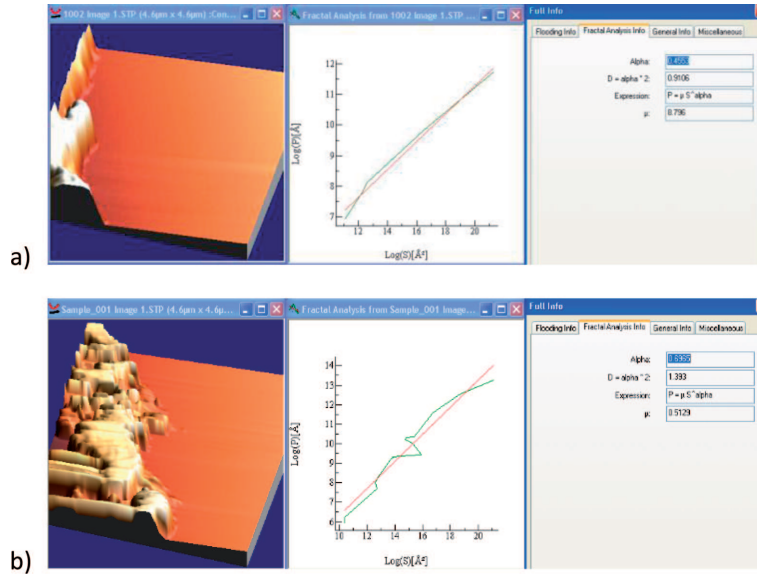 1002 Image 1.STP (4.6µm x 4.6µm) :Con...
Fractal Analysis from 1002 Image 1.STP ...
Full Info
Flooding Info
Fractal Analysis Info
General Info
Miscellaneous
Alpha:
0.4553
D = alpha * 2:
0.9106
Expression:
P = µ S^alpha
µ:
8.796
Log(P)[Å]
12
11
10
9
8
7
12 14 16 18 20
Log(S)[Å²]
a)
Sample_001 Image 1.STP (4.6µm x 4.6µ...
Fractal Analysis from Sample_001 Image...
Full Info
Flooding Info
Fractal Analysis Info
General Info
Miscellaneous
Alpha:
0.6965
D = alpha * 2:
1.393
Expression:
P = µ S^alpha
µ:
0.5129
Log(P)[Å]
14
13
12
11
10
9
8
7
6
10 12 14 16 18 20
Log(S)[Å²]
b)